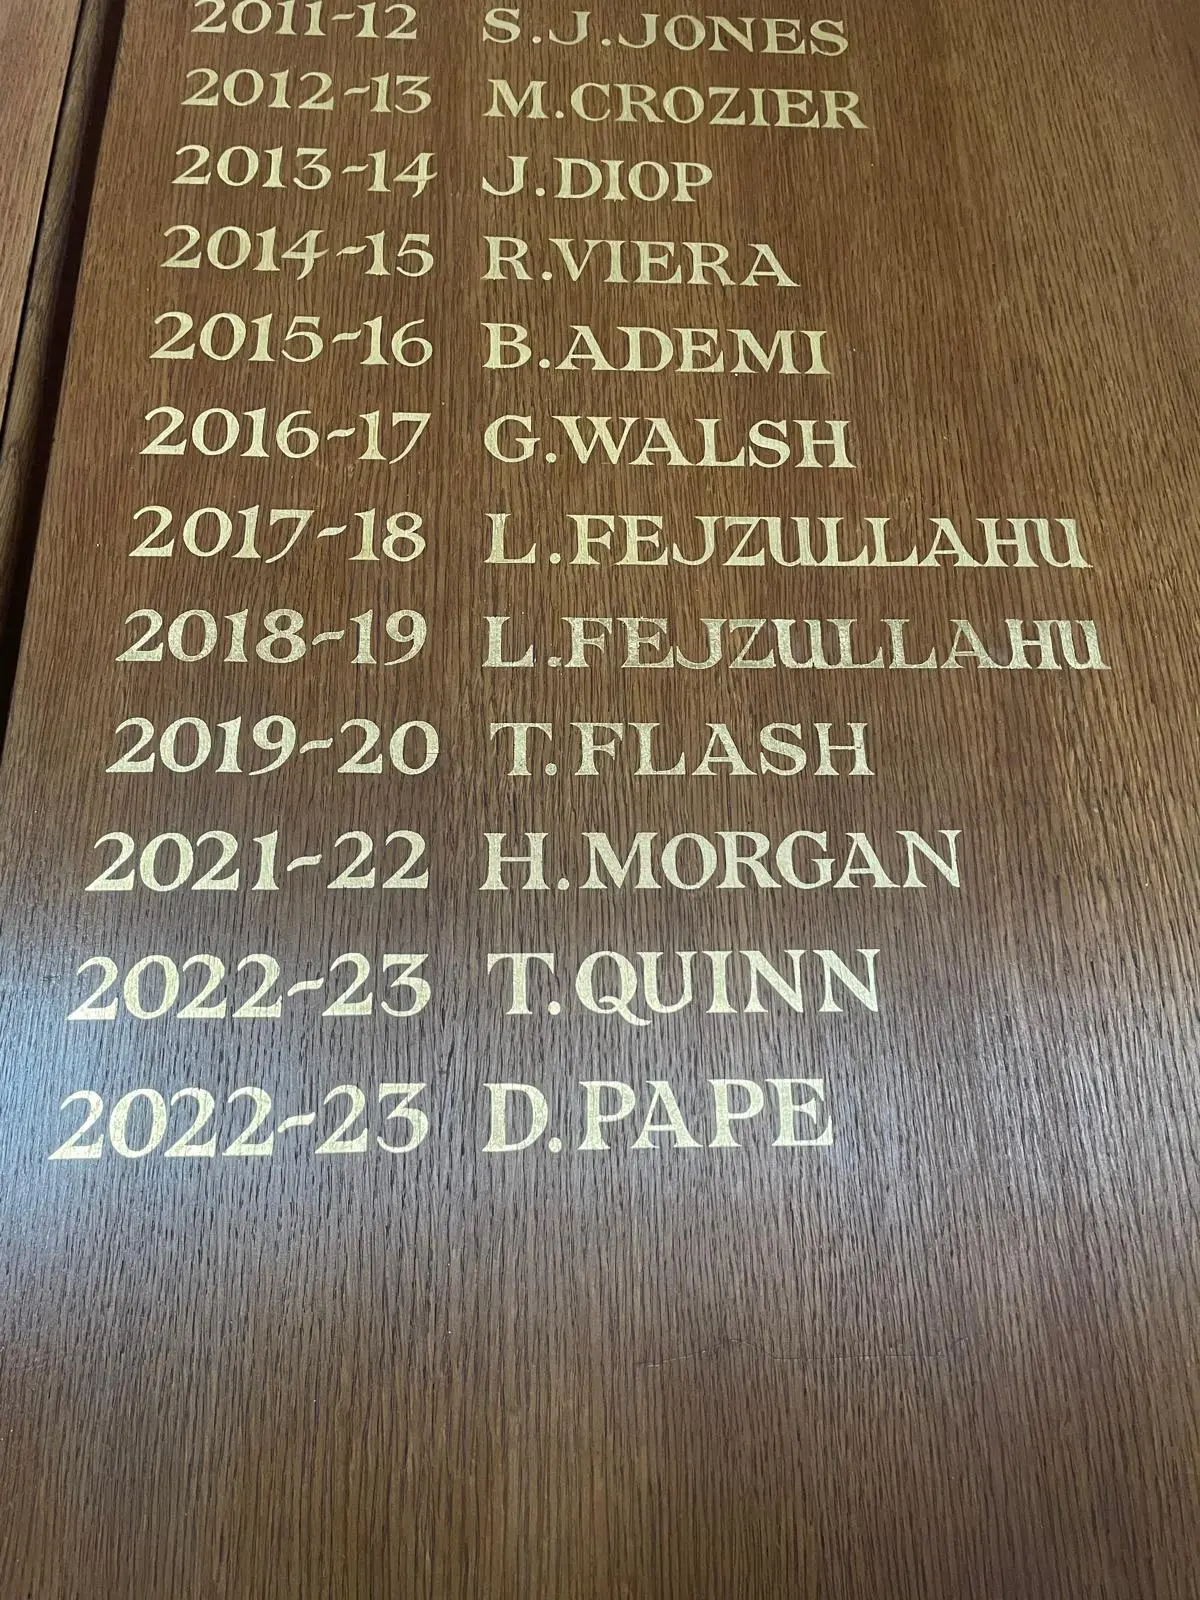 2011-12 S.J.JONES
2012-13 M.CROZIER
2013-14 J.DIOP
2014-15 R.VIERA
2015-16 B.ADEMI
2016-17 G.WALSH
2017-18 L.FEJZULLAHU
2018-19 L.FEJZULLAHU
2019-20 T.FLASH
2021-22 H.MORGAN
2022-23 T.QUINN
2022-23 D.PAPE